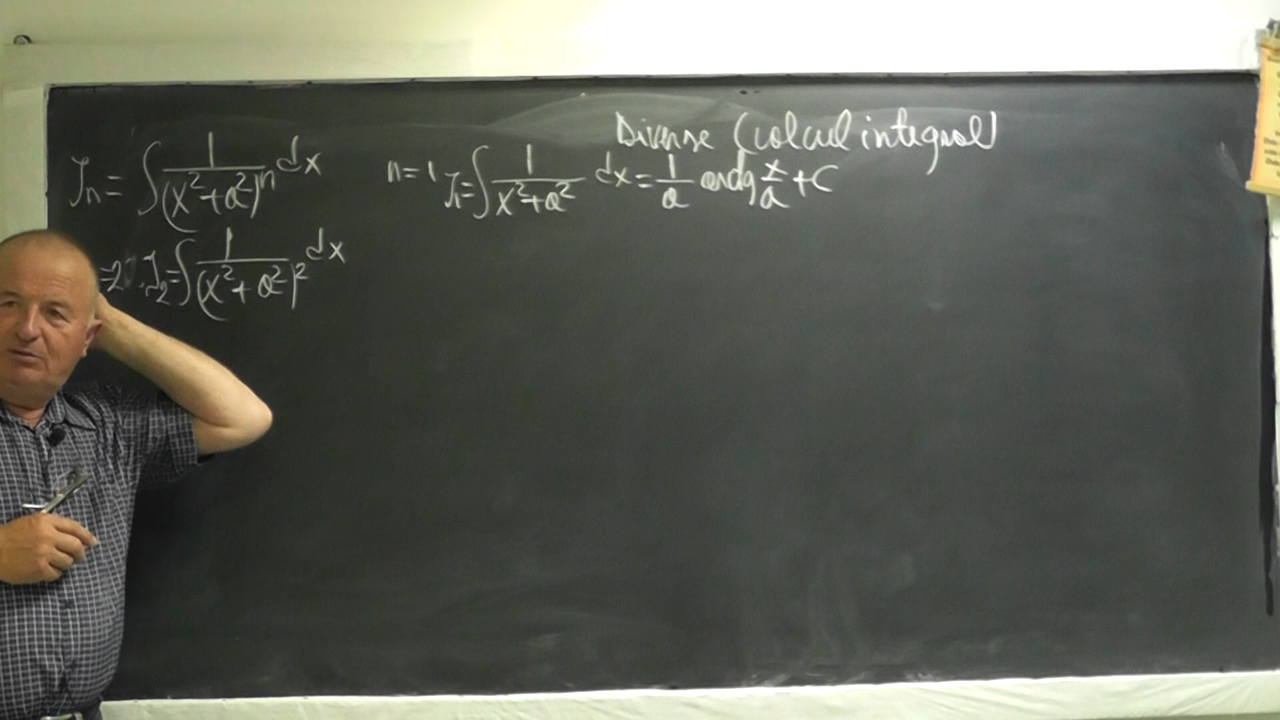 Diverse (calcul integral)
Jn = ∫ 1/(x²+a²)ⁿ dx n=1 J₁=∫ 1/(x²+a²) dx = 1/a arctg x/a + C
=2 J₂=∫ 1/(x²+a²)² dx